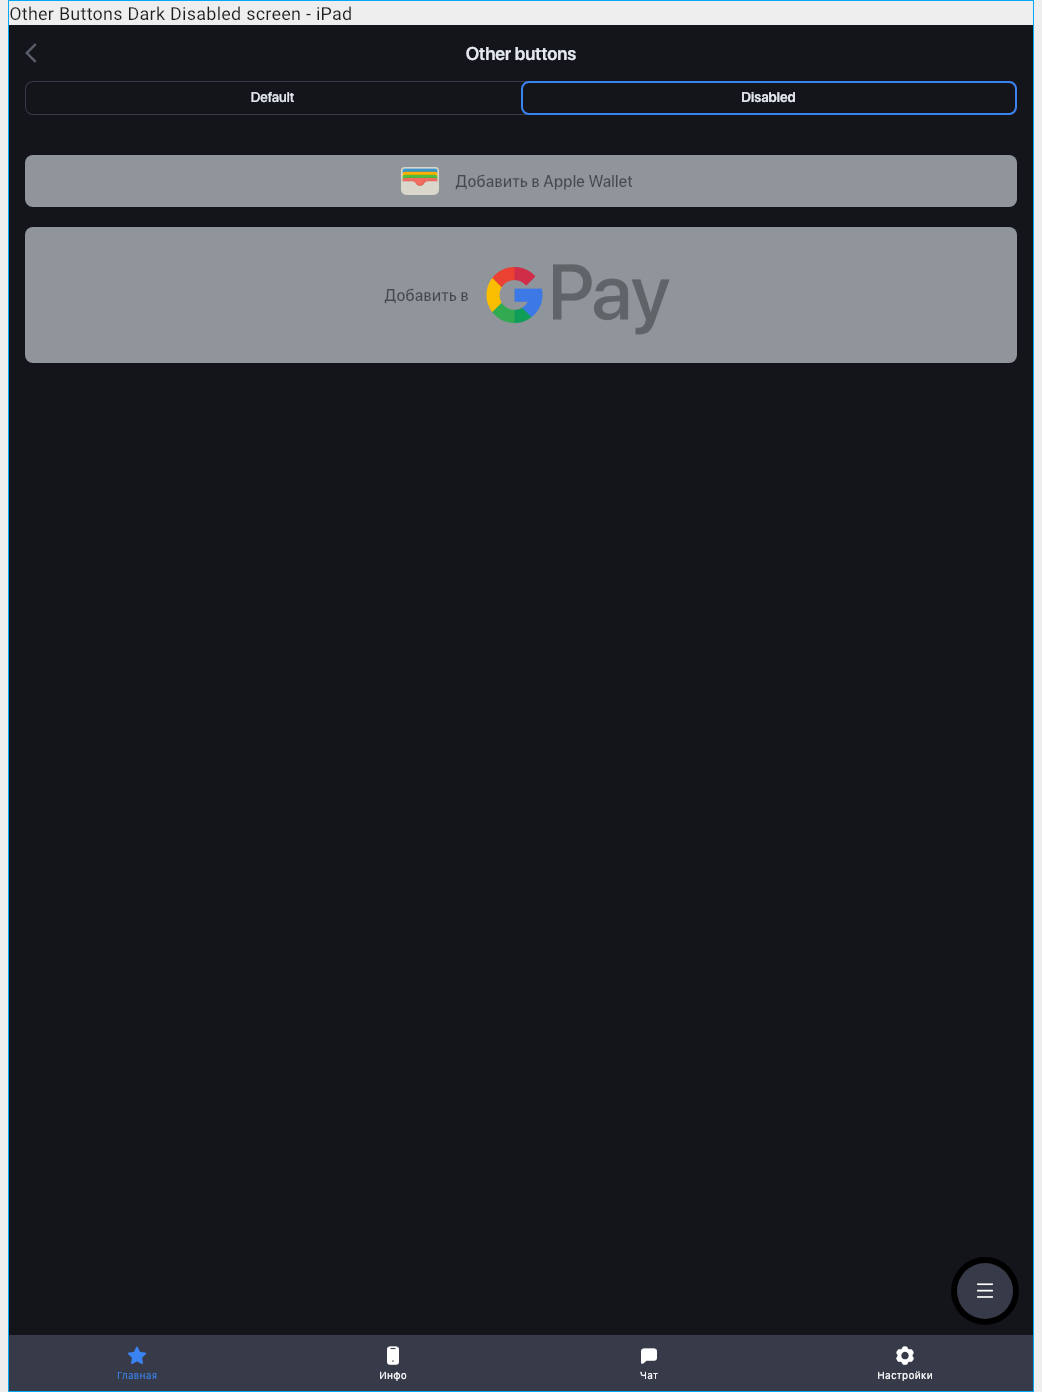 Other Buttons Dark Disabled screen - iPad
Other buttons
Default
Disabled
Добавить в Apple Wallet
Добавить в G Pay
Главная
Инфо
Чат
Настройки